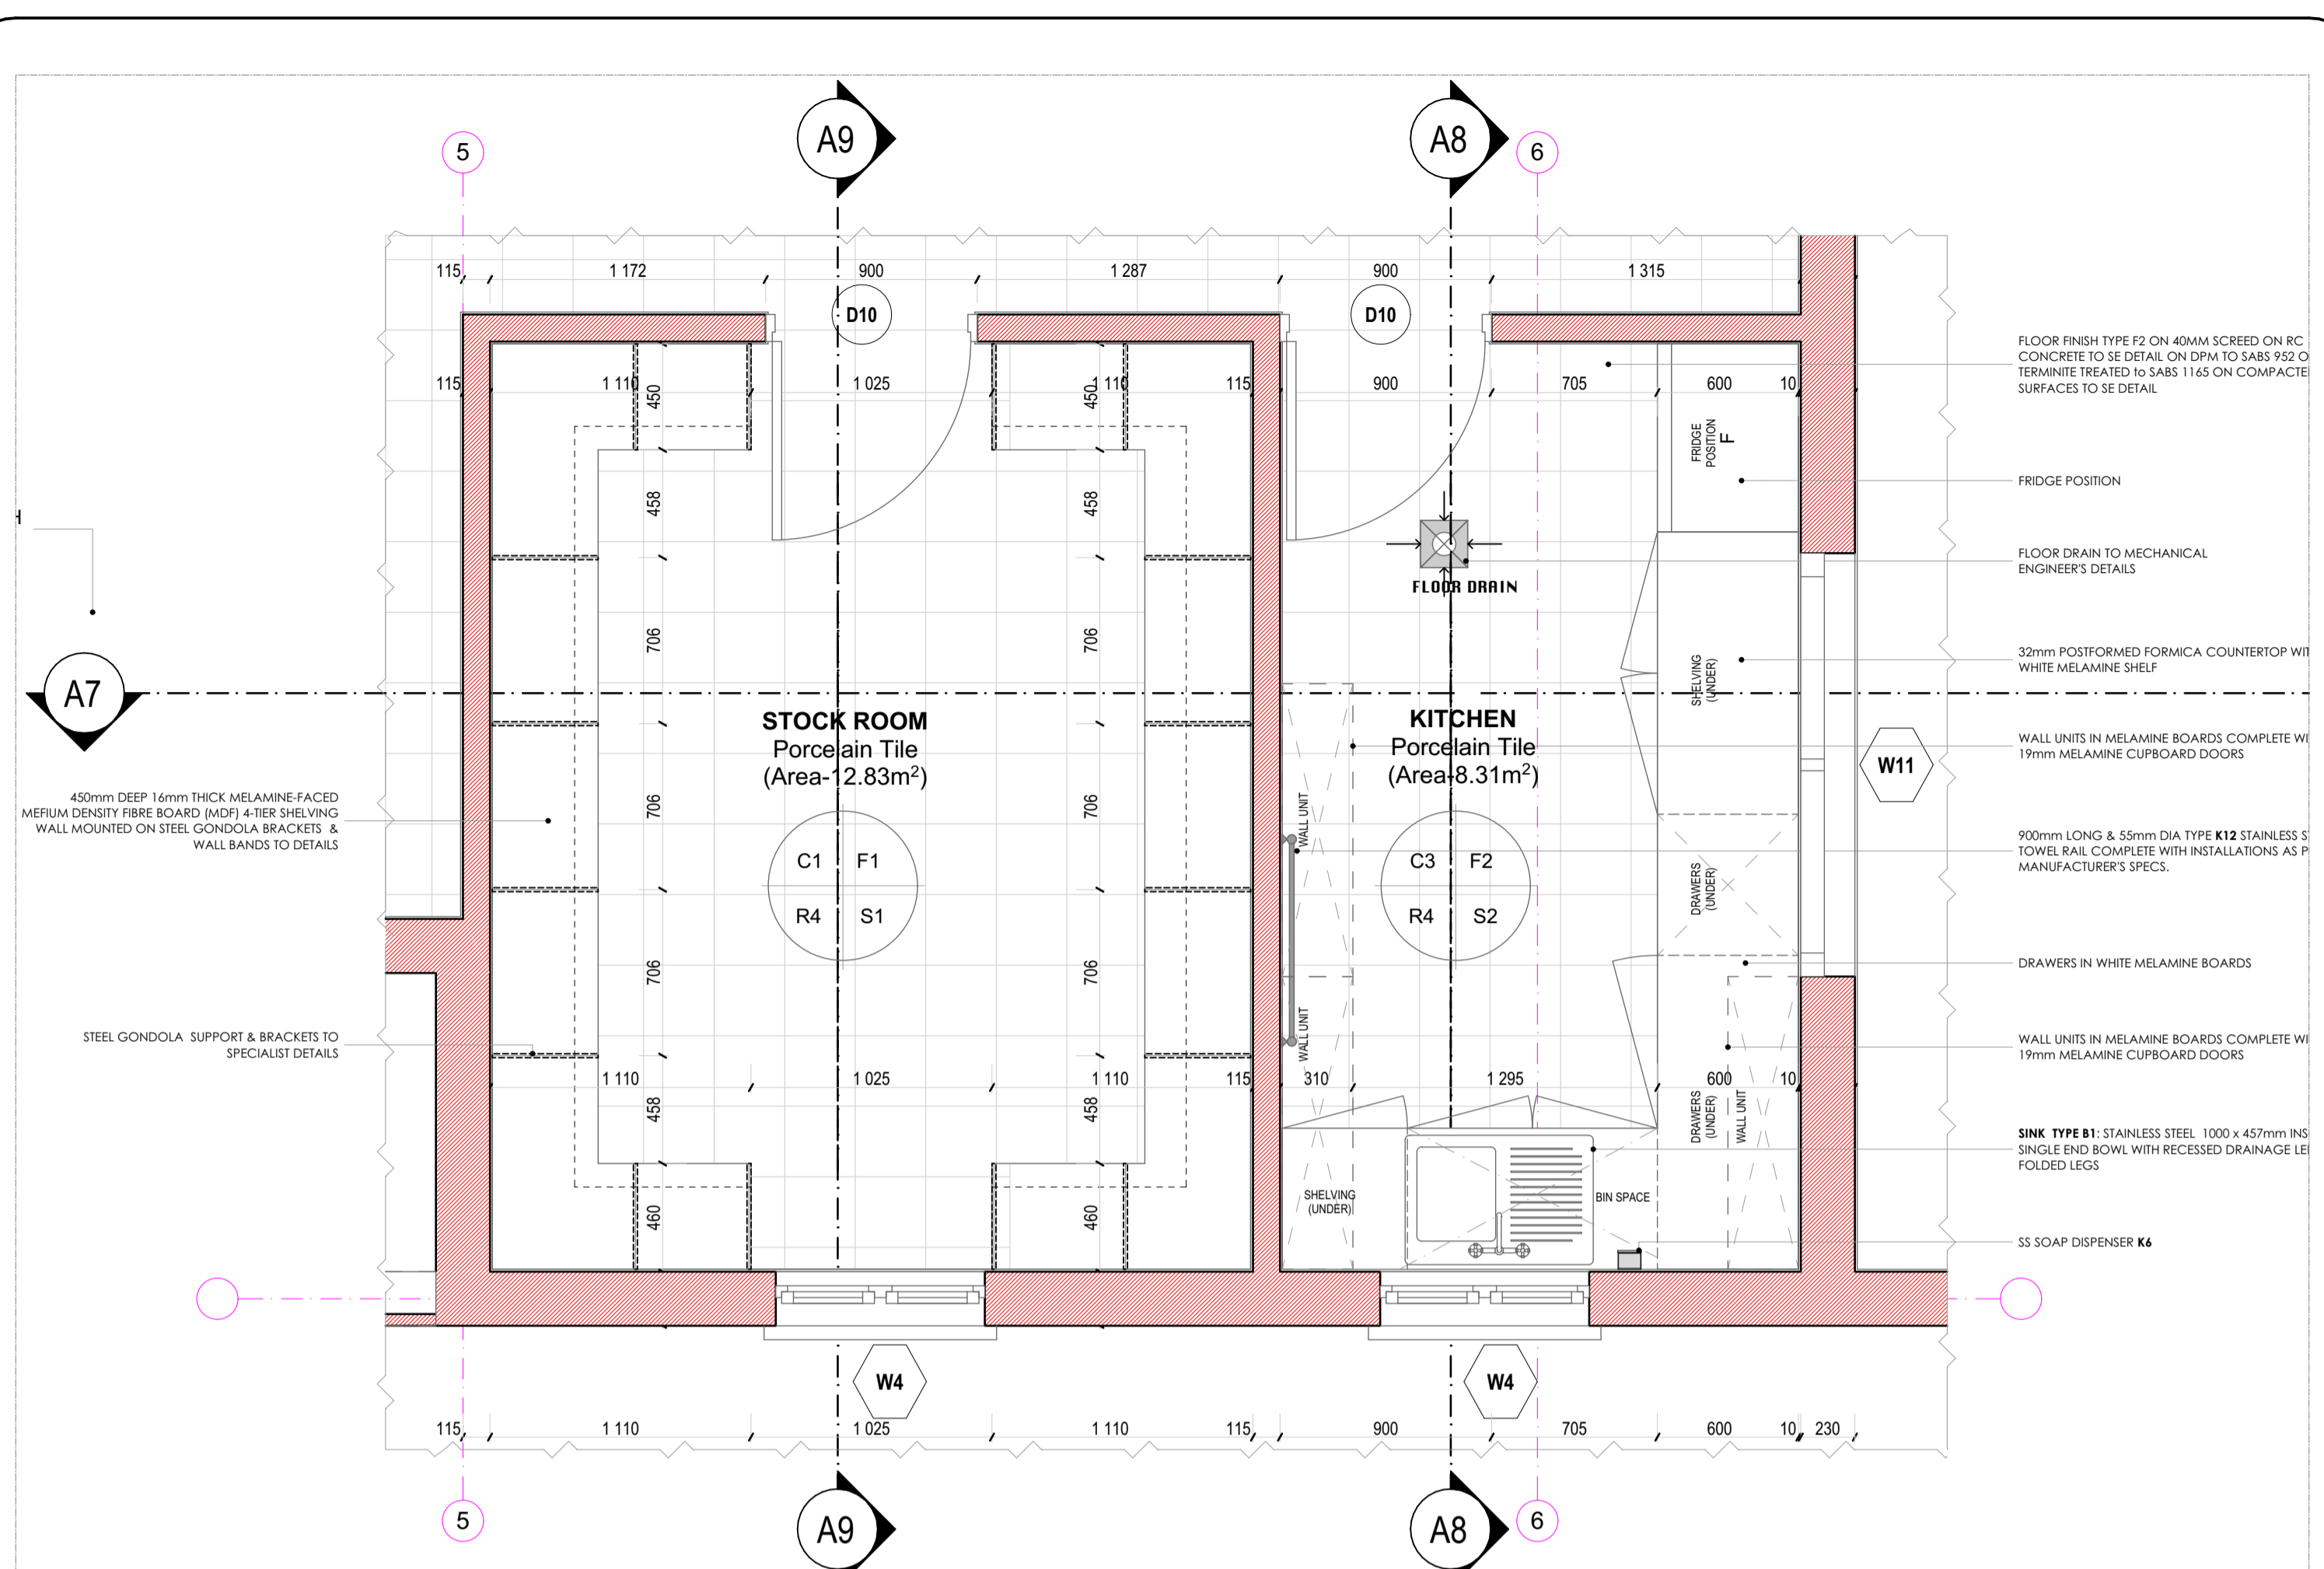 A9
A8
5
6
115
1 172
900
1 287
900
1 315
D10
D10
115
1 110
1 025
1 110
115
900
705
600
10
450
450
FLOOR FINISH TYPE F2 ON 40MM SCREED ON RC
CONCRETE TO SE DETAIL ON DPM TO SABS 952 O
TERMINITE TREATED to SABS 1165 ON COMPACTE
SURFACES TO SE DETAIL
FRIDGE
POSITION
F
FRIDGE POSITION
458
458
H
FLOOR DRAIN
FLOOR DRAIN TO MECHANICAL
ENGINEER'S DETAILS
706
706
32mm POSTFORMED FORMICA COUNTERTOP WIT
WHITE MELAMINE SHELF
SHELVING
(UNDER)
A7
STOCK ROOM
Porcelain Tile
(Area-12.83m²)
KITCHEN
Porcelain Tile
(Area-8.31m²)
W11
WALL UNITS IN MELAMINE BOARDS COMPLETE WI
19mm MELAMINE CUPBOARD DOORS
450mm DEEP 16mm THICK MELAMINE-FACED
MEFIUM DENSITY FIBRE BOARD (MDF) 4-TIER SHELVING
WALL MOUNTED ON STEEL GONDOLA BRACKETS &
WALL BANDS TO DETAILS
706
706
WALL UNIT
C1
F1
R4
S1
C3
F2
R4
S2
DRAWERS
(UNDER)
900mm LONG & 55mm DIA TYPE K12 STAINLESS S
TOWEL RAIL COMPLETE WITH INSTALLATIONS AS P
MANUFACTURER'S SPECS.
706
706
DRAWERS IN WHITE MELAMINE BOARDS
STEEL GONDOLA SUPPORT & BRACKETS TO
SPECIALIST DETAILS
WALL UNIT
WALL UNITS IN MELAMINE BOARDS COMPLETE WI
19mm MELAMINE CUPBOARD DOORS
1 110
1 025
1 110
115
310
1 295
600
10
458
458
DRAWERS
(UNDER)
WALL UNIT
SINK TYPE B1: STAINLESS STEEL 1000 x 457mm INS
SINGLE END BOWL WITH RECESSED DRAINAGE LE
FOLDED LEGS
460
460
SHELVING
(UNDER)
BIN SPACE
SS SOAP DISPENSER K6
W4
W4
115
1 110
1 025
1 110
115
900
705
600
10
230
5
A9
A8
6